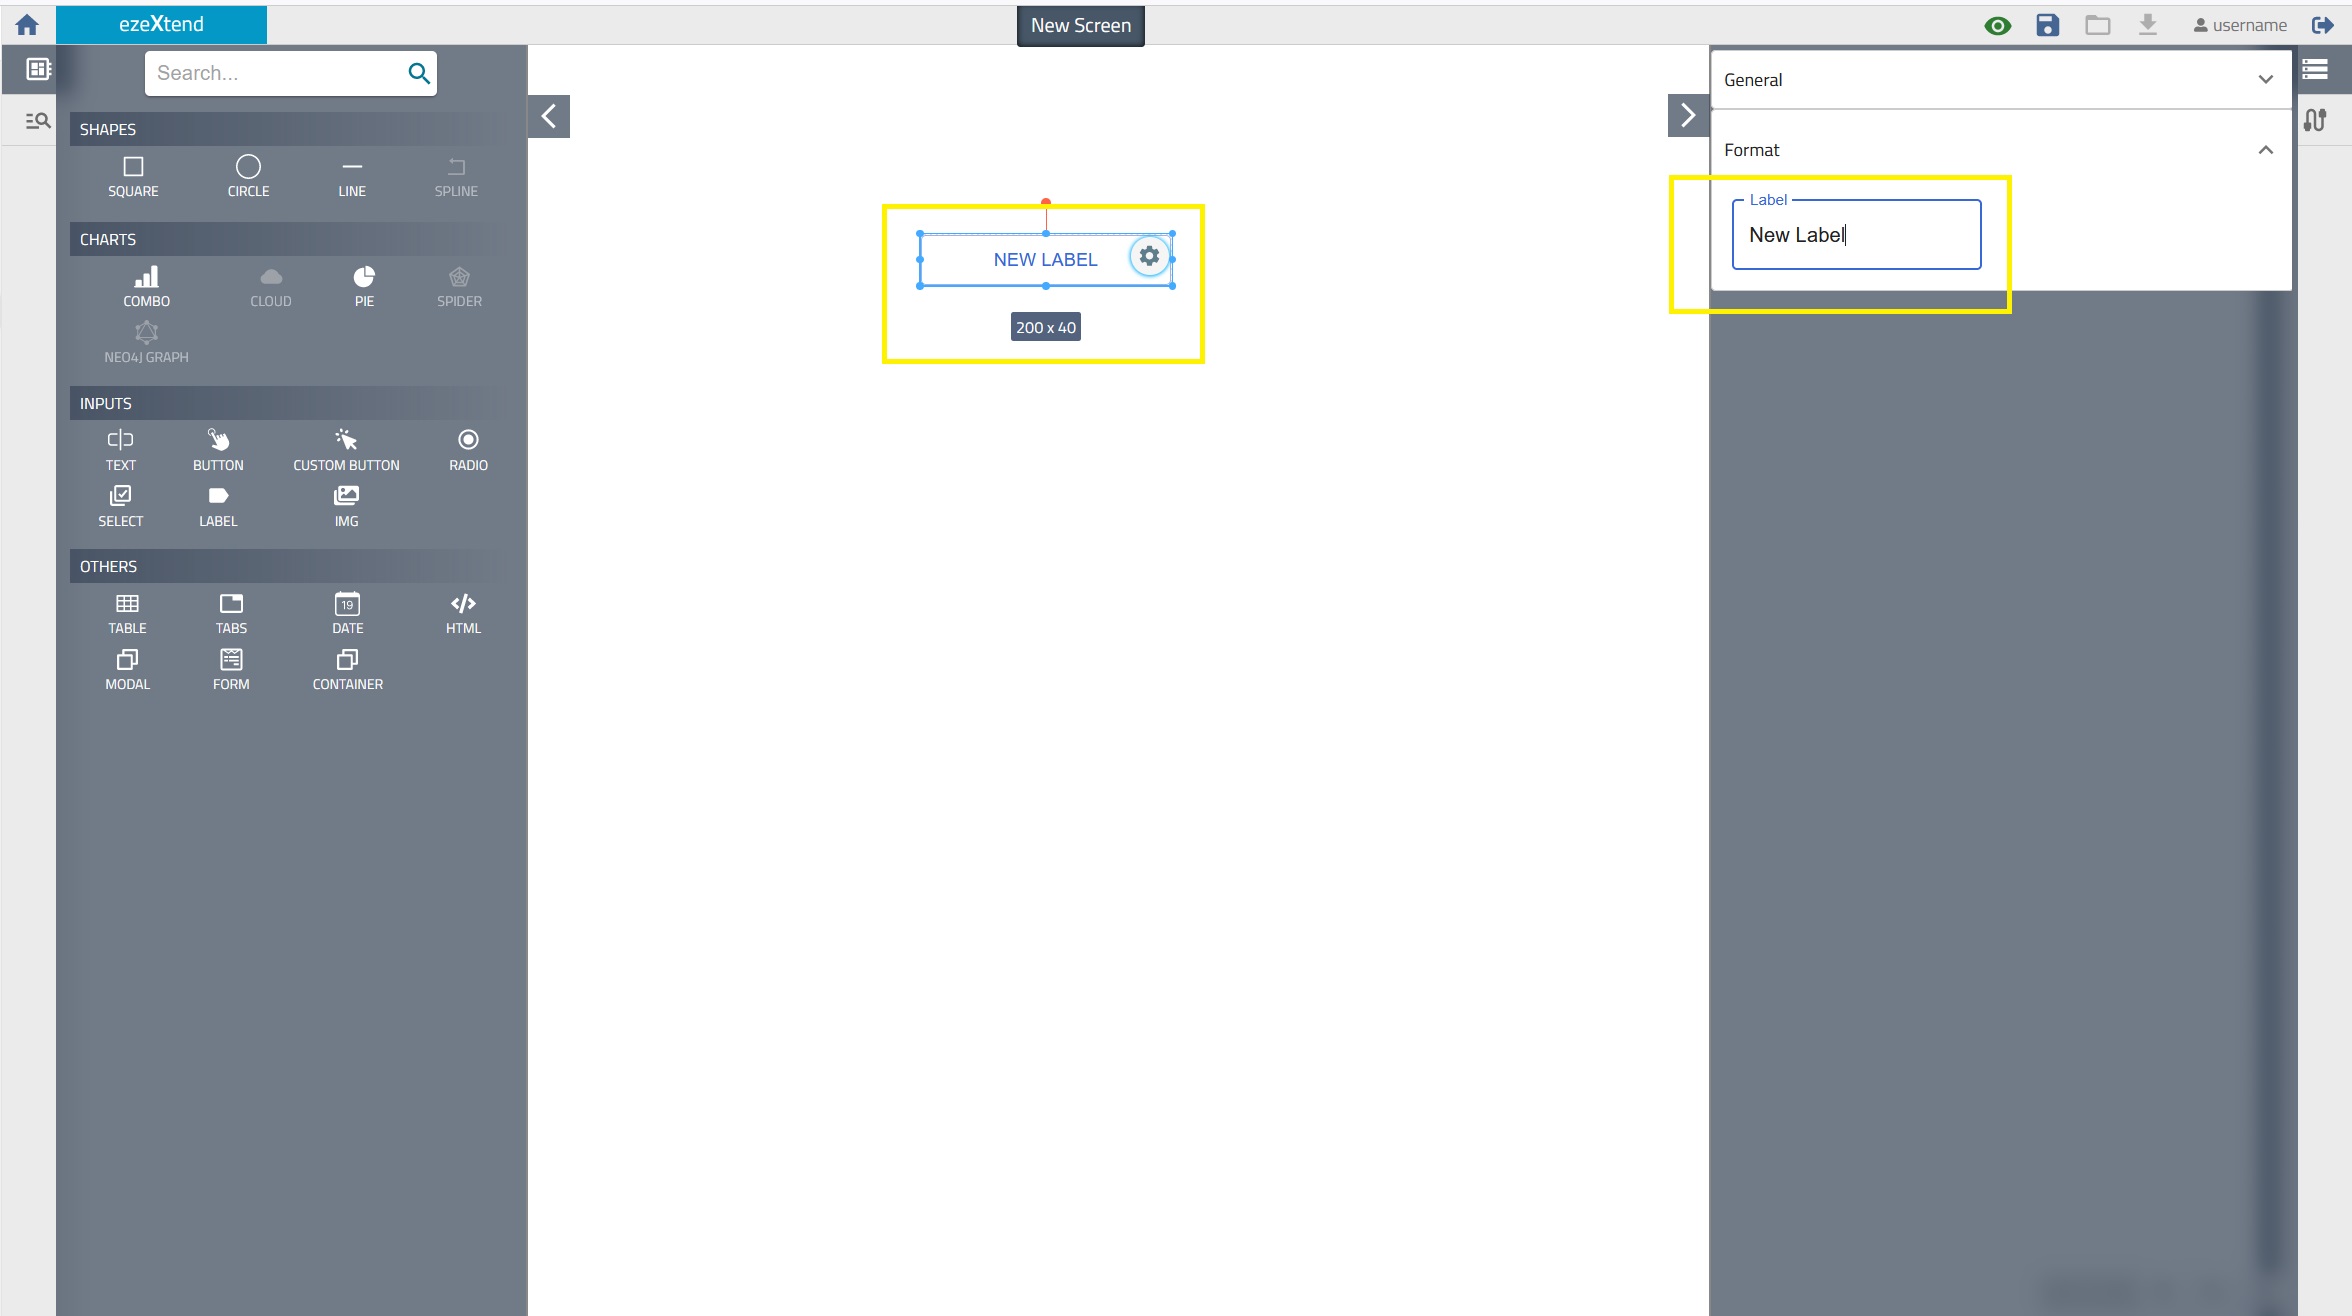 ezeXtend
New Screen
username
Search...
SHAPES
SQUARE
CIRCLE
LINE
SPLINE
CHARTS
COMBO
CLOUD
PIE
SPIDER
NEO4J GRAPH
INPUTS
TEXT
BUTTON
CUSTOM BUTTON
RADIO
SELECT
LABEL
IMG
OTHERS
TABLE
TABS
19
DATE
HTML
MODAL
FORM
CONTAINER
NEW LABEL
200 x 40
General
Format
Label
New Label